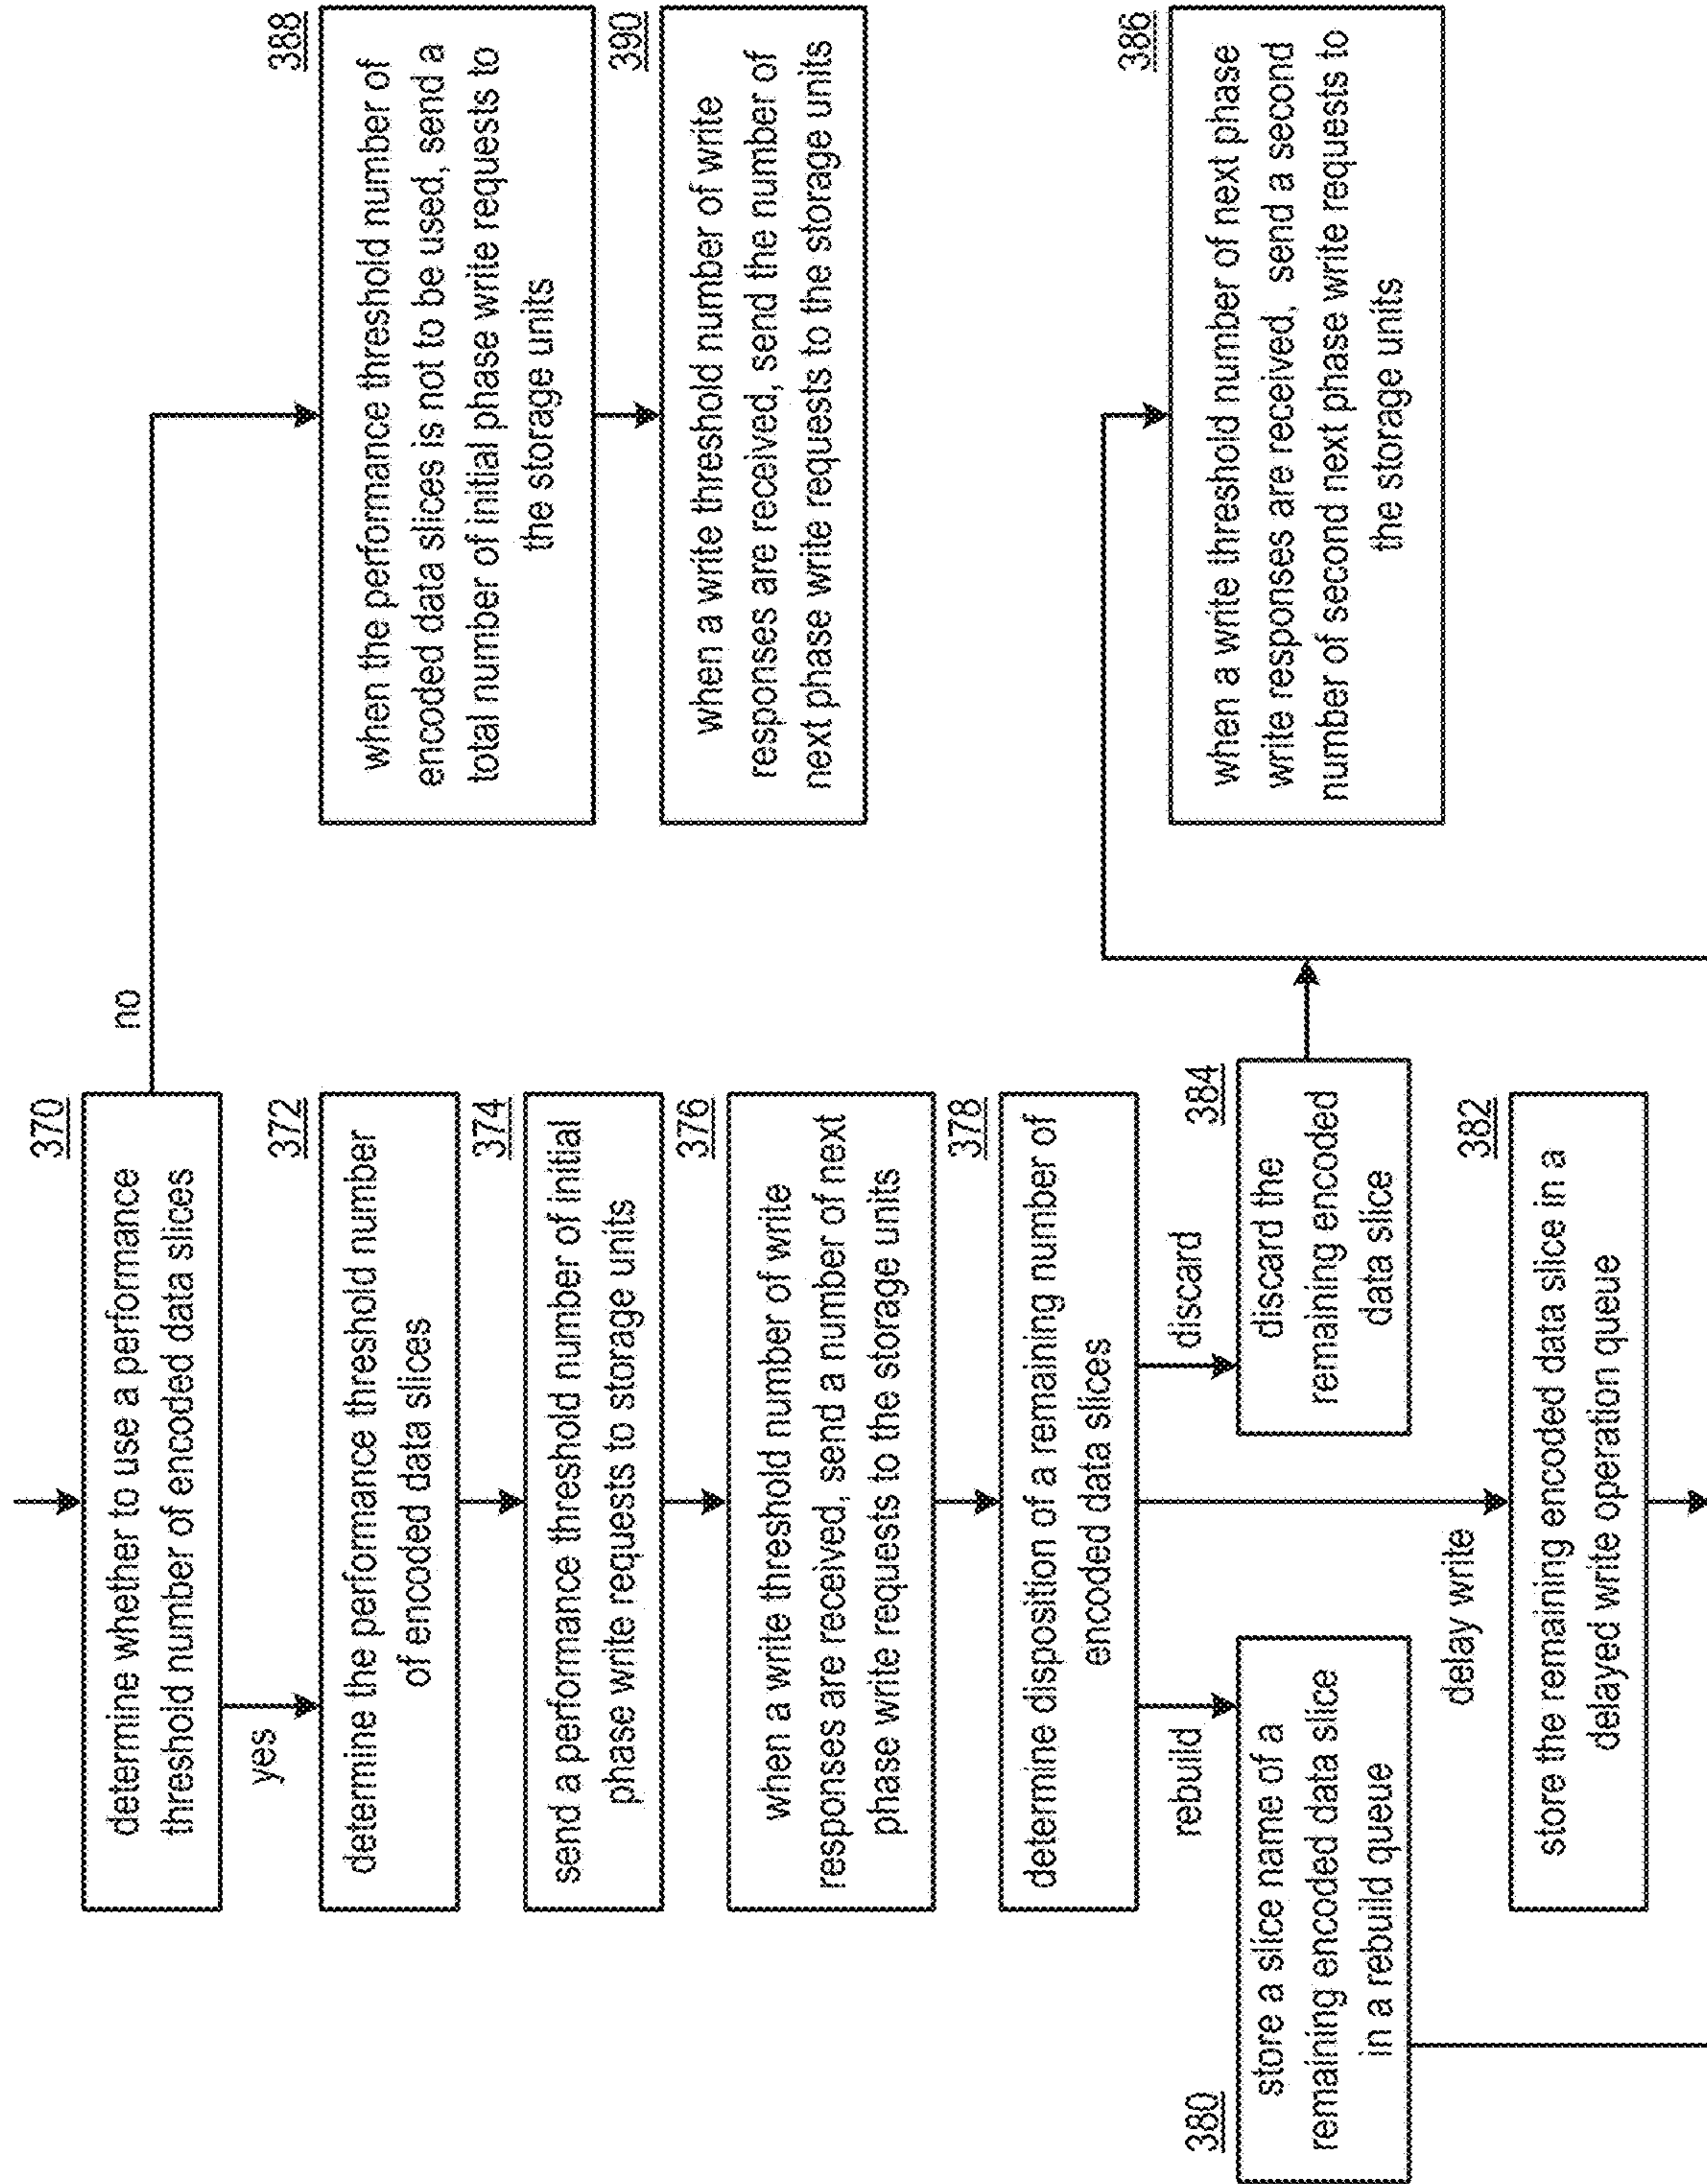 370
determine whether to use a performance
threshold number of encoded data slices
no
yes
372
determine the performance threshold number
of encoded data slices
374
send a performance threshold number of initial
phase write requests to storage units
376
when a write threshold number of write
responses are received, send a number of next
phase write requests to the storage units
378
determine disposition of a remaining number of
encoded data slices
rebuild
discard
delay write
380
store a slice name of a
remaining encoded data slice
in a rebuild queue
384
discard the
remaining encoded
data slice
382
store the remaining encoded data slice in a
delayed write operation queue
388
when the performance threshold number of
encoded data slices is not to be used, send a
total number of initial phase write requests to
the storage units
390
when a write threshold number of write
responses are received, send the number of
next phase write requests to the storage units
386
when a write threshold number of next phase
write responses are received, send a second
number of second next phase write requests to
the storage units